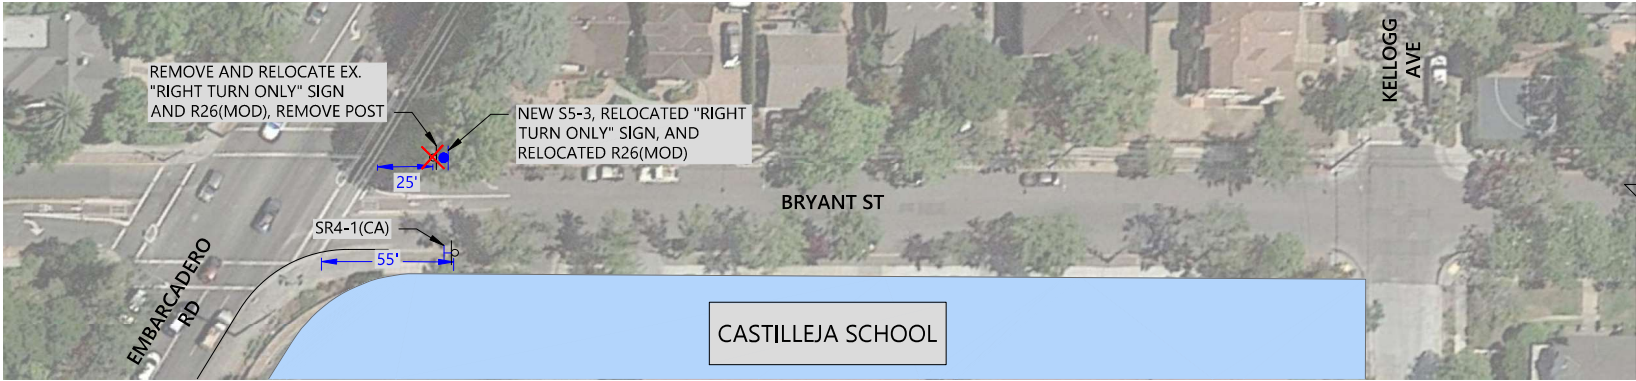 REMOVE AND RELOCATE EX.
"RIGHT TURN ONLY" SIGN
AND R26(MOD), REMOVE POST
NEW S5-3, RELOCATED "RIGHT
TURN ONLY" SIGN, AND
RELOCATED R26(MOD)
KELLOGG
AVE
25'
BRYANT ST
SR4-1(CA)
55'
EMBARCADERO
RD
CASTILLEJA SCHOOL